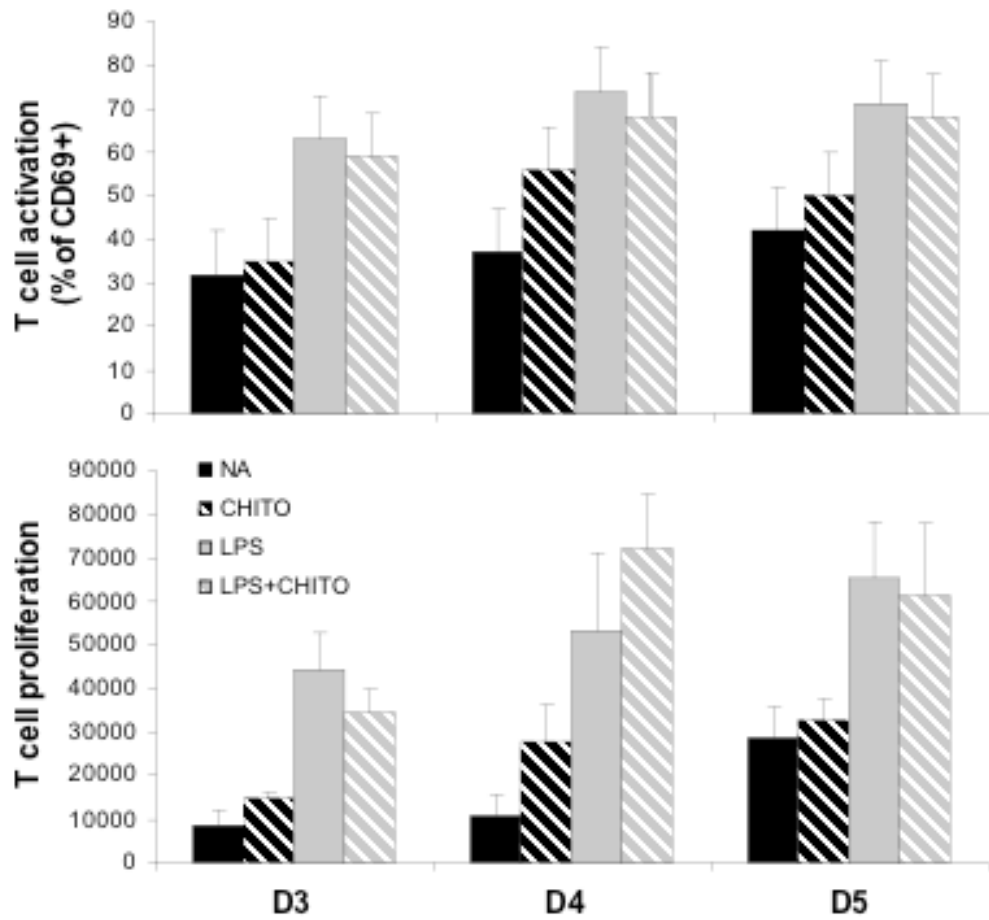 T cell activation
(% of CD69+)
90
80
70
60
50
40
30
20
10
0
T cell proliferation
90000
80000
70000
60000
50000
40000
30000
20000
10000
0
NA
CHITO
LPS
LPS+CHITO
D3 D4 D5